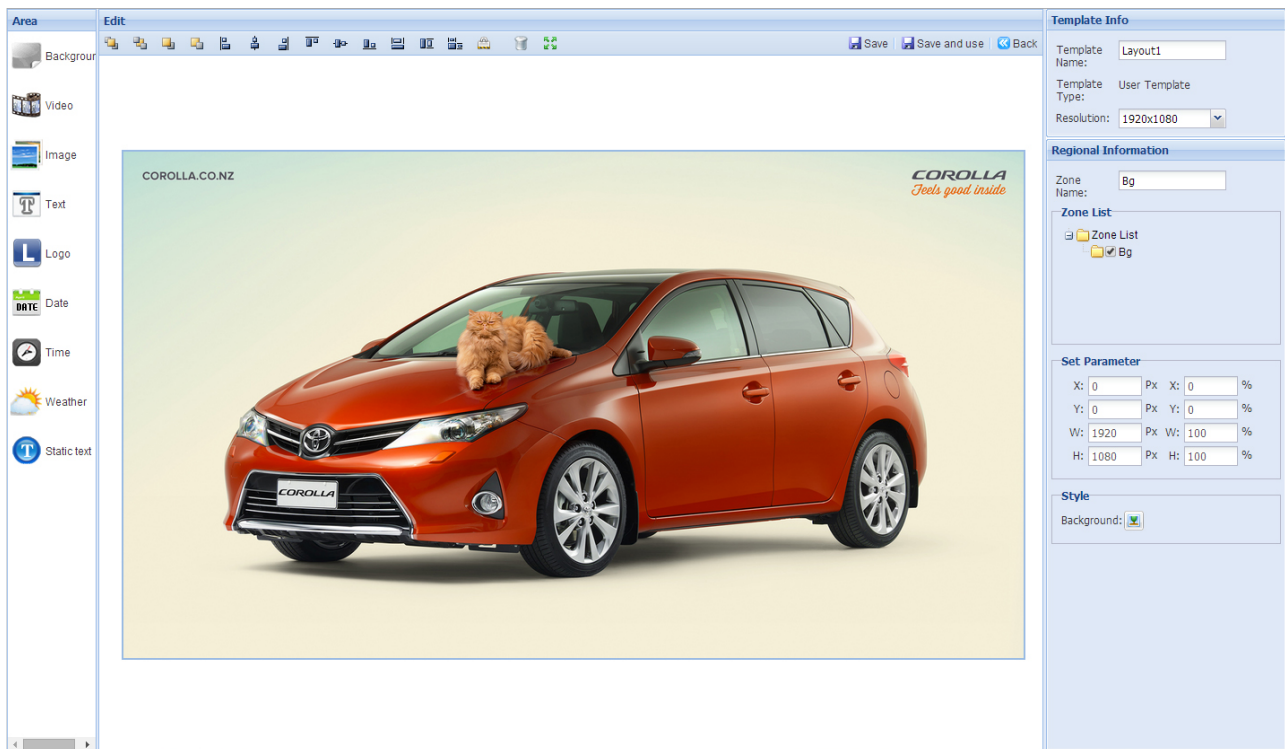 Area
Backgrour
Video
Image
T
Text
L
Logo
DATE
Date
Time
Weather
T
Static text
Edit
Save
Save and use
Back
COROLLA.CO.NZ
COROLLA
Feels good inside
COROLLA
Template Info
Template Name:
Layout1
Template Type:
User Template
Resolution:
1920x1080
Regional Information
Zone Name:
Bg
Zone List
Zone List
Bg
Set Parameter
X: 0 Px X: 0 %
Y: 0 Px Y: 0 %
W: 1920 Px W: 100 %
H: 1080 Px H: 100 %
Style
Background: